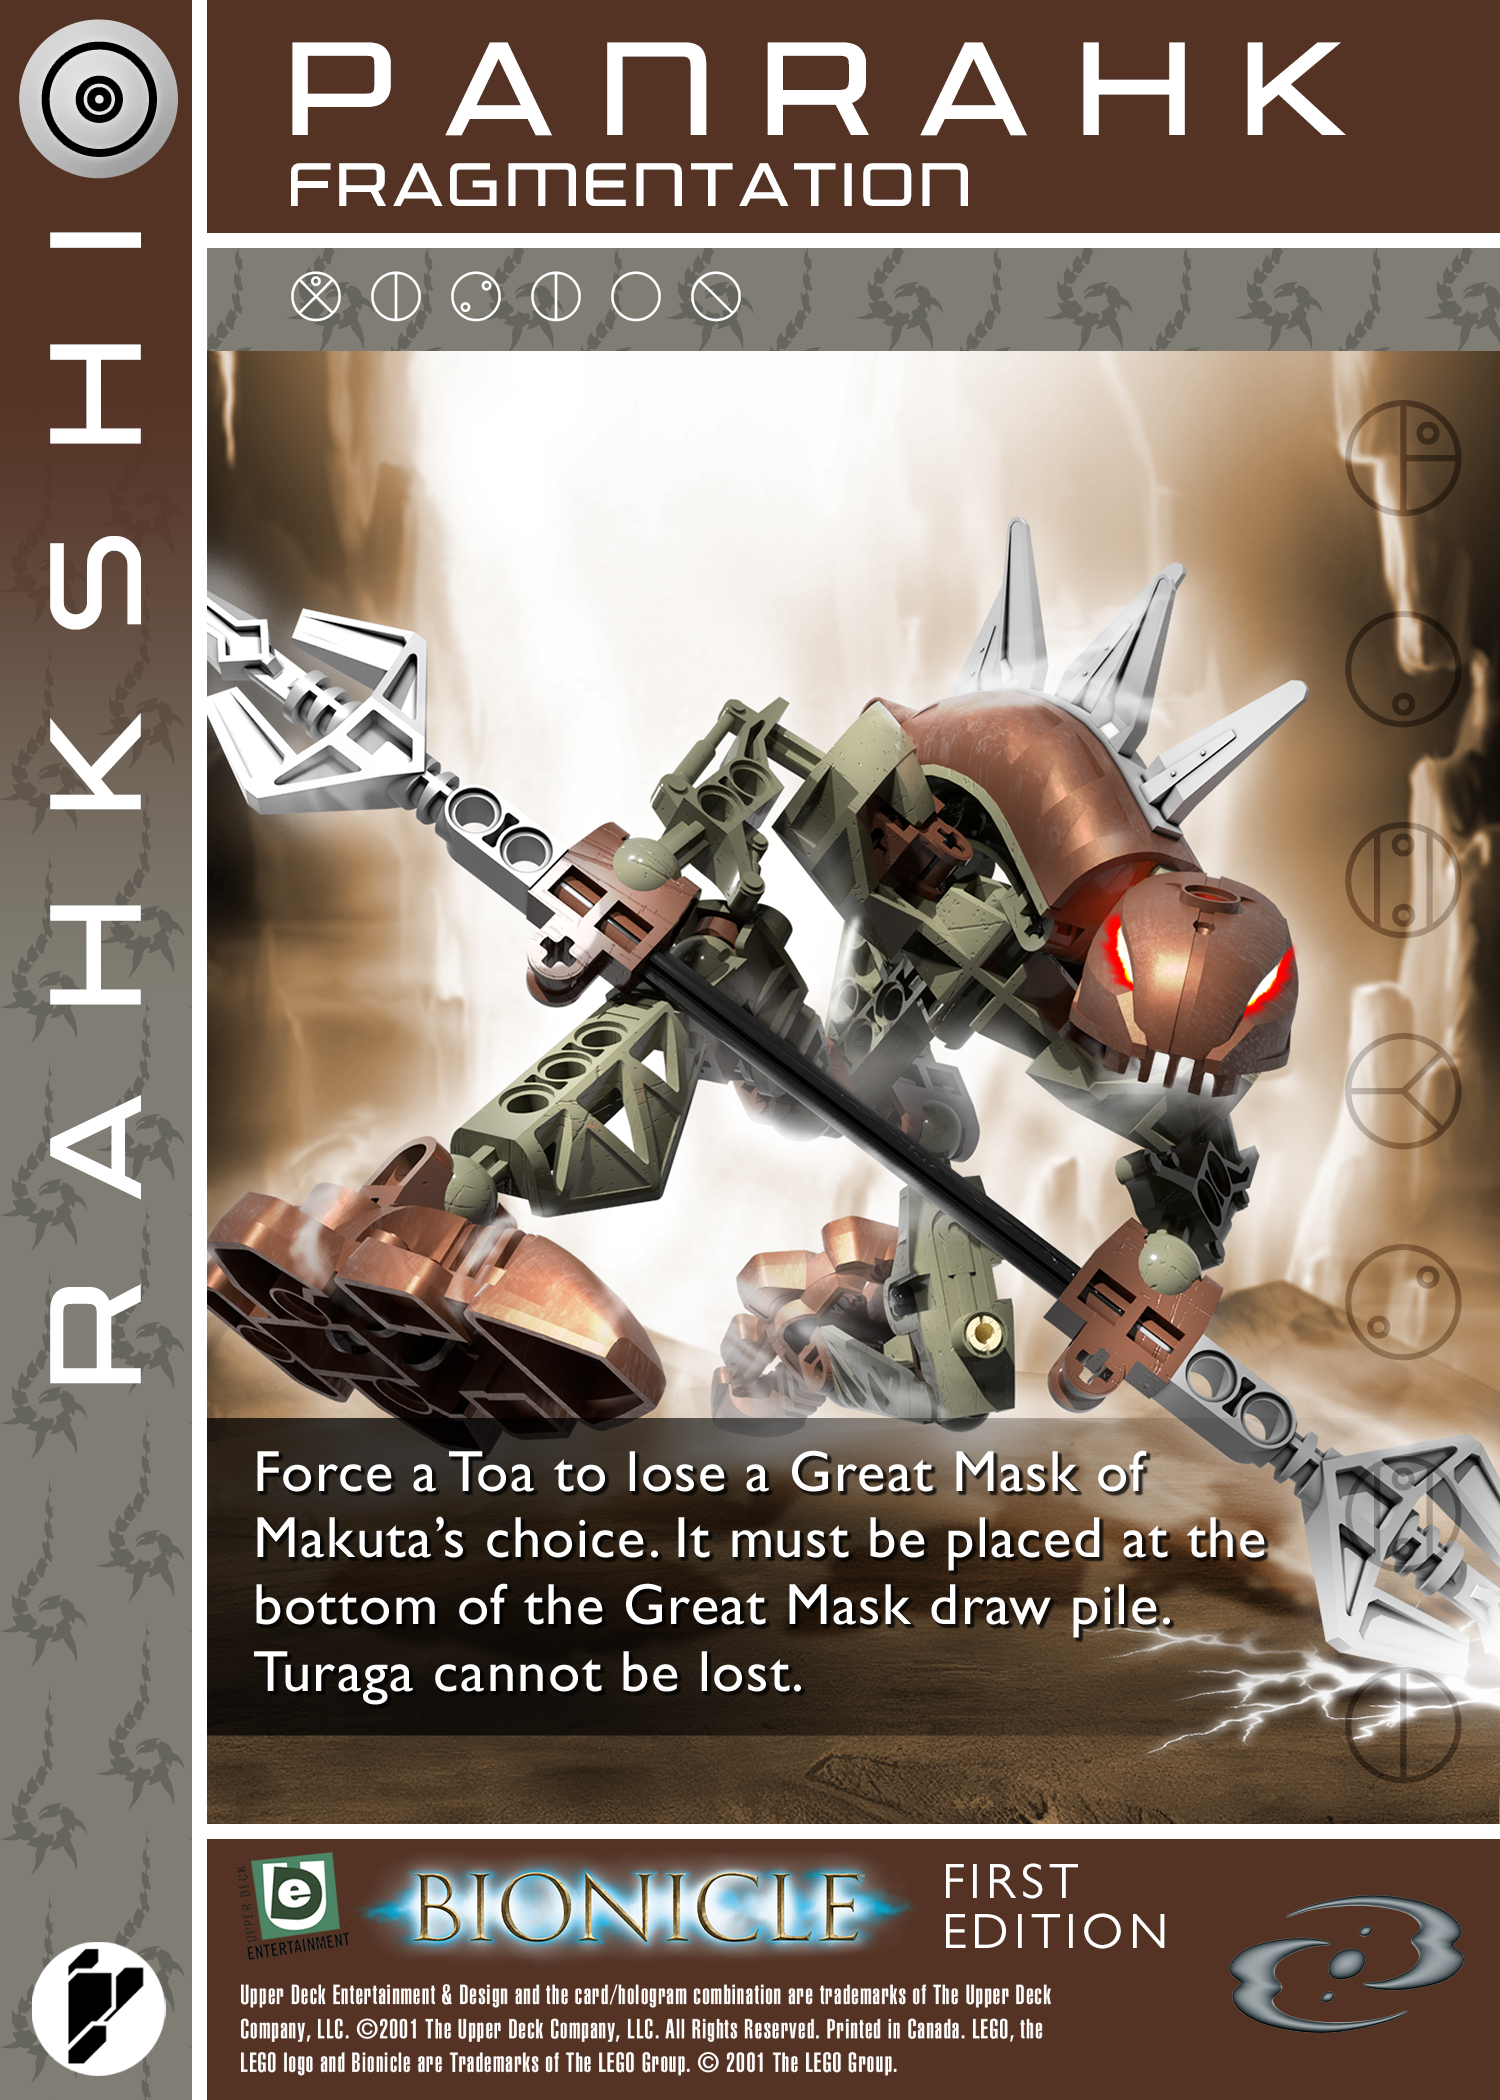 PANRAHK
FRAGMENTATION
RAHKSHI
Force a Toa to lose a Great Mask of
Makuta's choice. It must be placed at the
bottom of the Great Mask draw pile.
Turaga cannot be lost.
UPPER DECK
e
ENTERTAINMENT
BIONICLE
FIRST
EDITION
Upper Deck Entertainment & Design and the card/hologram combination are trademarks of The Upper Deck
Company, LLC. ©2001 The Upper Deck Company, LLC. All Rights Reserved. Printed in Canada. LEGO, the
LEGO logo and Bionicle are Trademarks of The LEGO Group. © 2001 The LEGO Group.